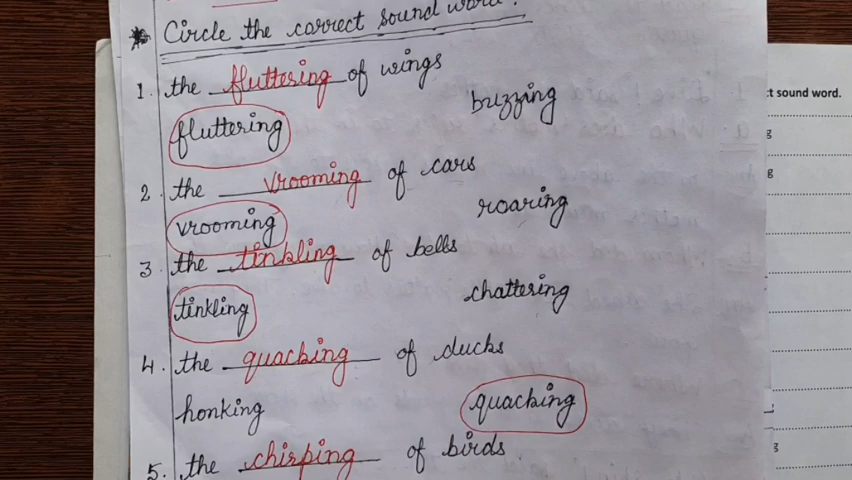 * Circle the correct sound word.
1. the fluttering of wings
fluttering buzzing
2. the vrooming of cars
vrooming roaring
3. the tinkling of bells
tinkling chattering
4. the quacking of ducks
honking quacking
5. the chirping of birds
t sound word.
g
g